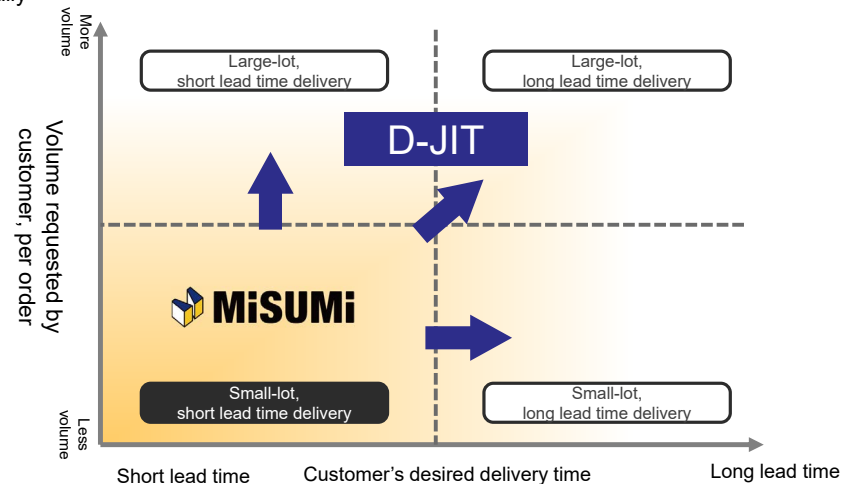 More
volume
Large-lot,
short lead time delivery
Large-lot,
long lead time delivery
D-JIT
Volume requested by
customer, per order
MiSUMi
Small-lot,
short lead time delivery
Small-lot,
long lead time delivery
Less
volume
Short lead time
Customer's desired delivery time
Long lead time